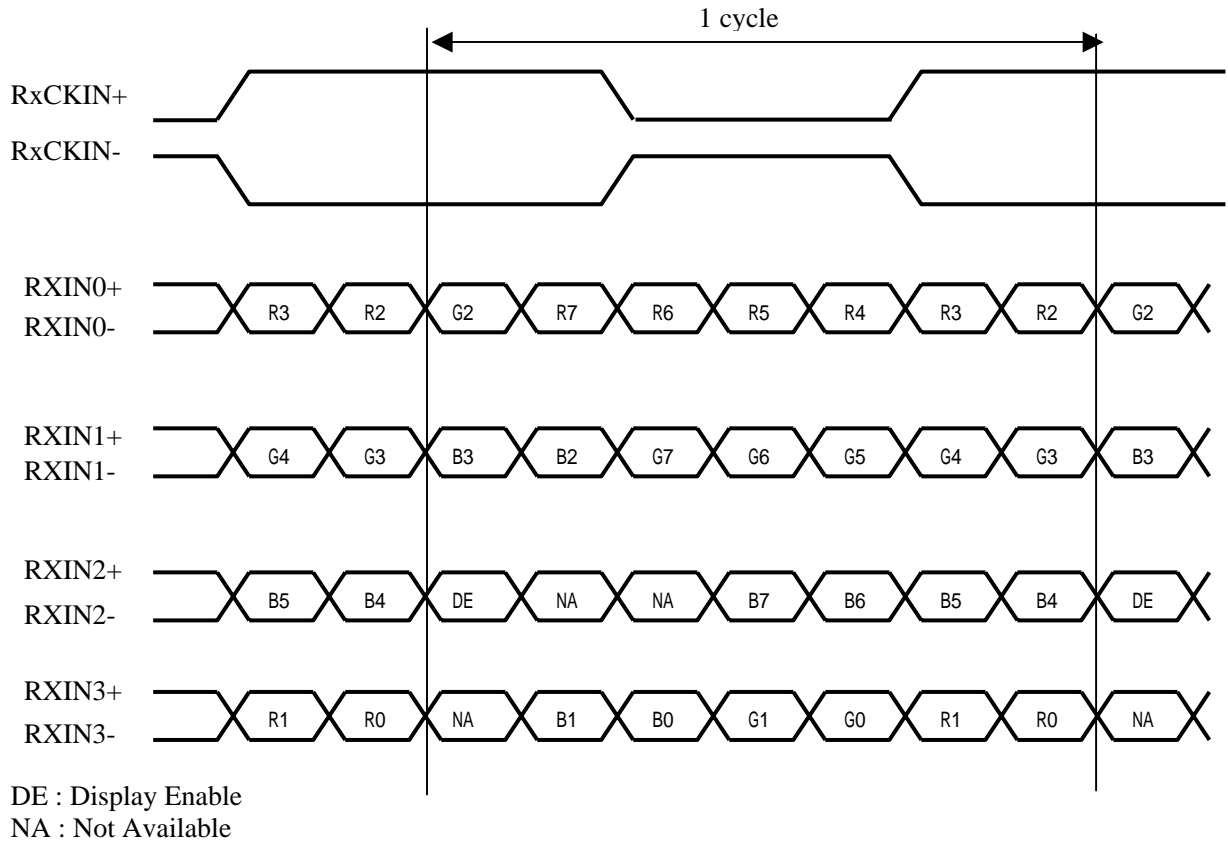 1 cycle
RxCKIN+
RxCKIN-
RXIN0+
RXIN0-
R3 R2 G2 R7 R6 R5 R4 R3 R2 G2
RXIN1+
RXIN1-
G4 G3 B3 B2 G7 G6 G5 G4 G3 B3
RXIN2+
RXIN2-
B5 B4 DE NA NA B7 B6 B5 B4 DE
RXIN3+
RXIN3-
R1 R0 NA B1 B0 G1 G0 R1 R0 NA
DE : Display Enable
NA : Not Available